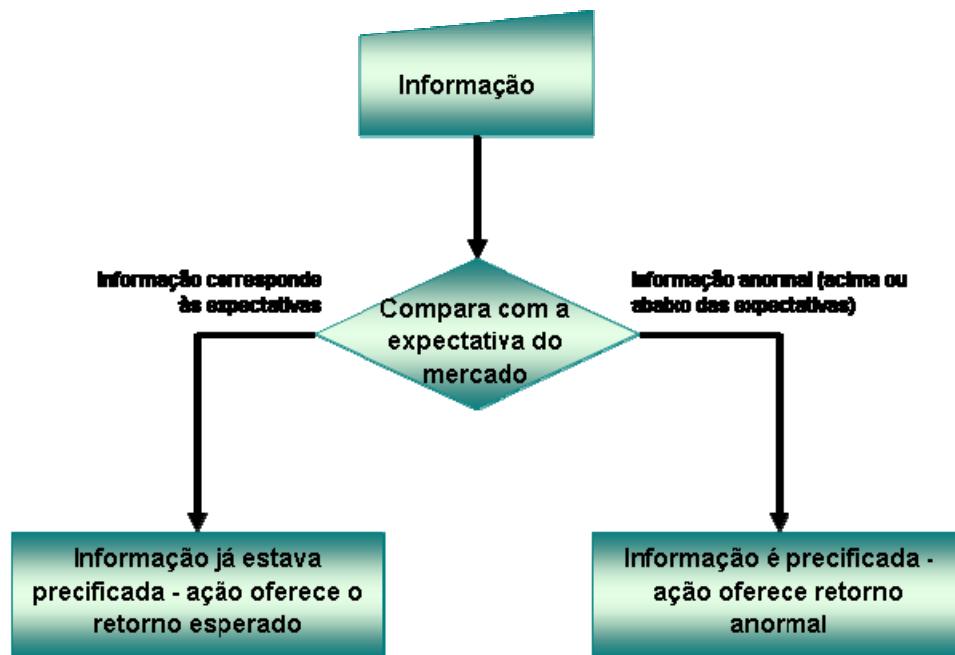 Informação
Informação corresponde
às expectativas
Informação anormal (acima ou
abaixo das expectativas)
Compara com a
expectativa do
mercado
Informação já estava
precificada - ação oferece o
retorno esperado
Informação é precificada -
ação oferece retorno
anormal